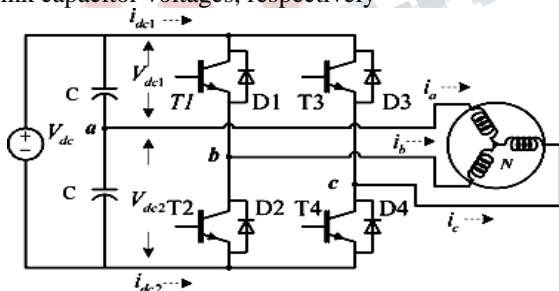 nk capacitor voltages, respectively
i_dc1
V_dc1
C
T1
D1
T3
D3
i_a
V_dc
a
b
i_b
N
c
C
V_dc2
T2
D2
T4
D4
i_c
i_dc2